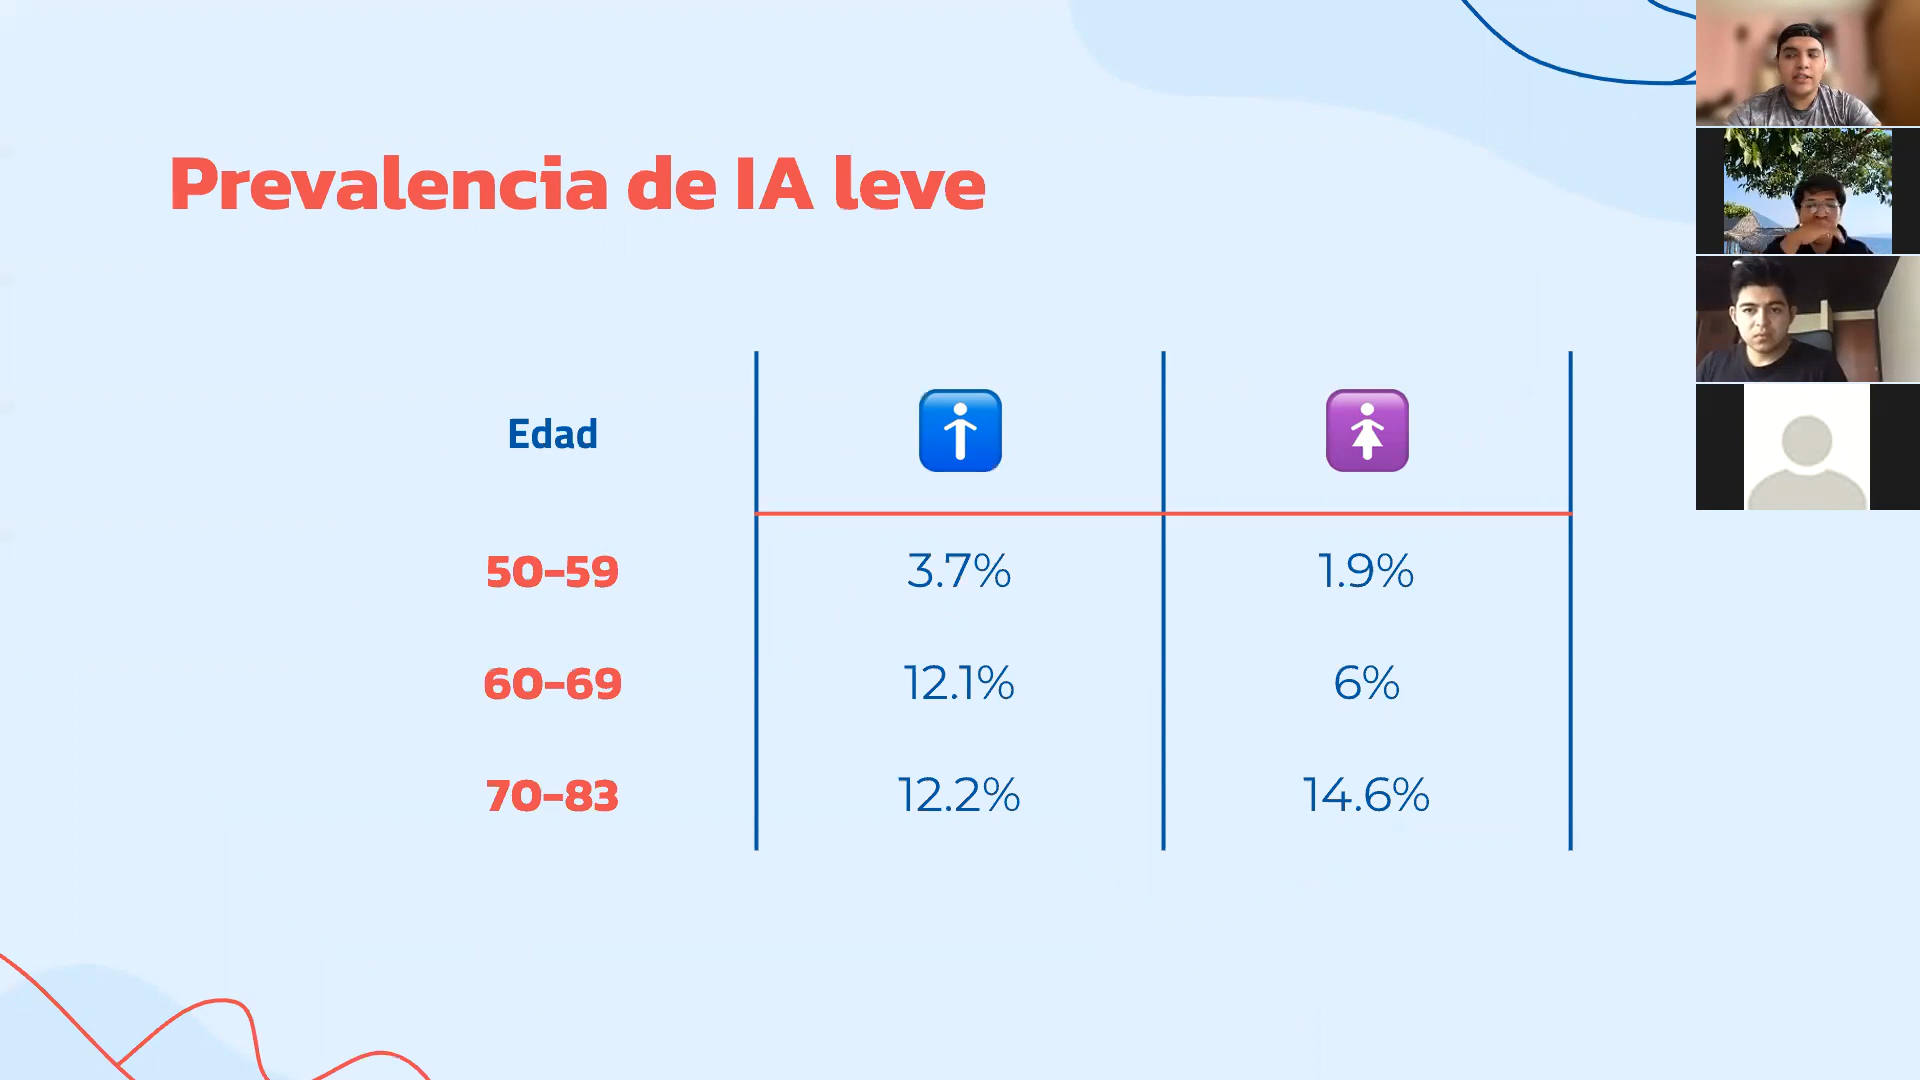 Prevalencia de IA leve
Edad
50-59 3.7% 1.9%
60-69 12.1% 6%
70-83 12.2% 14.6%